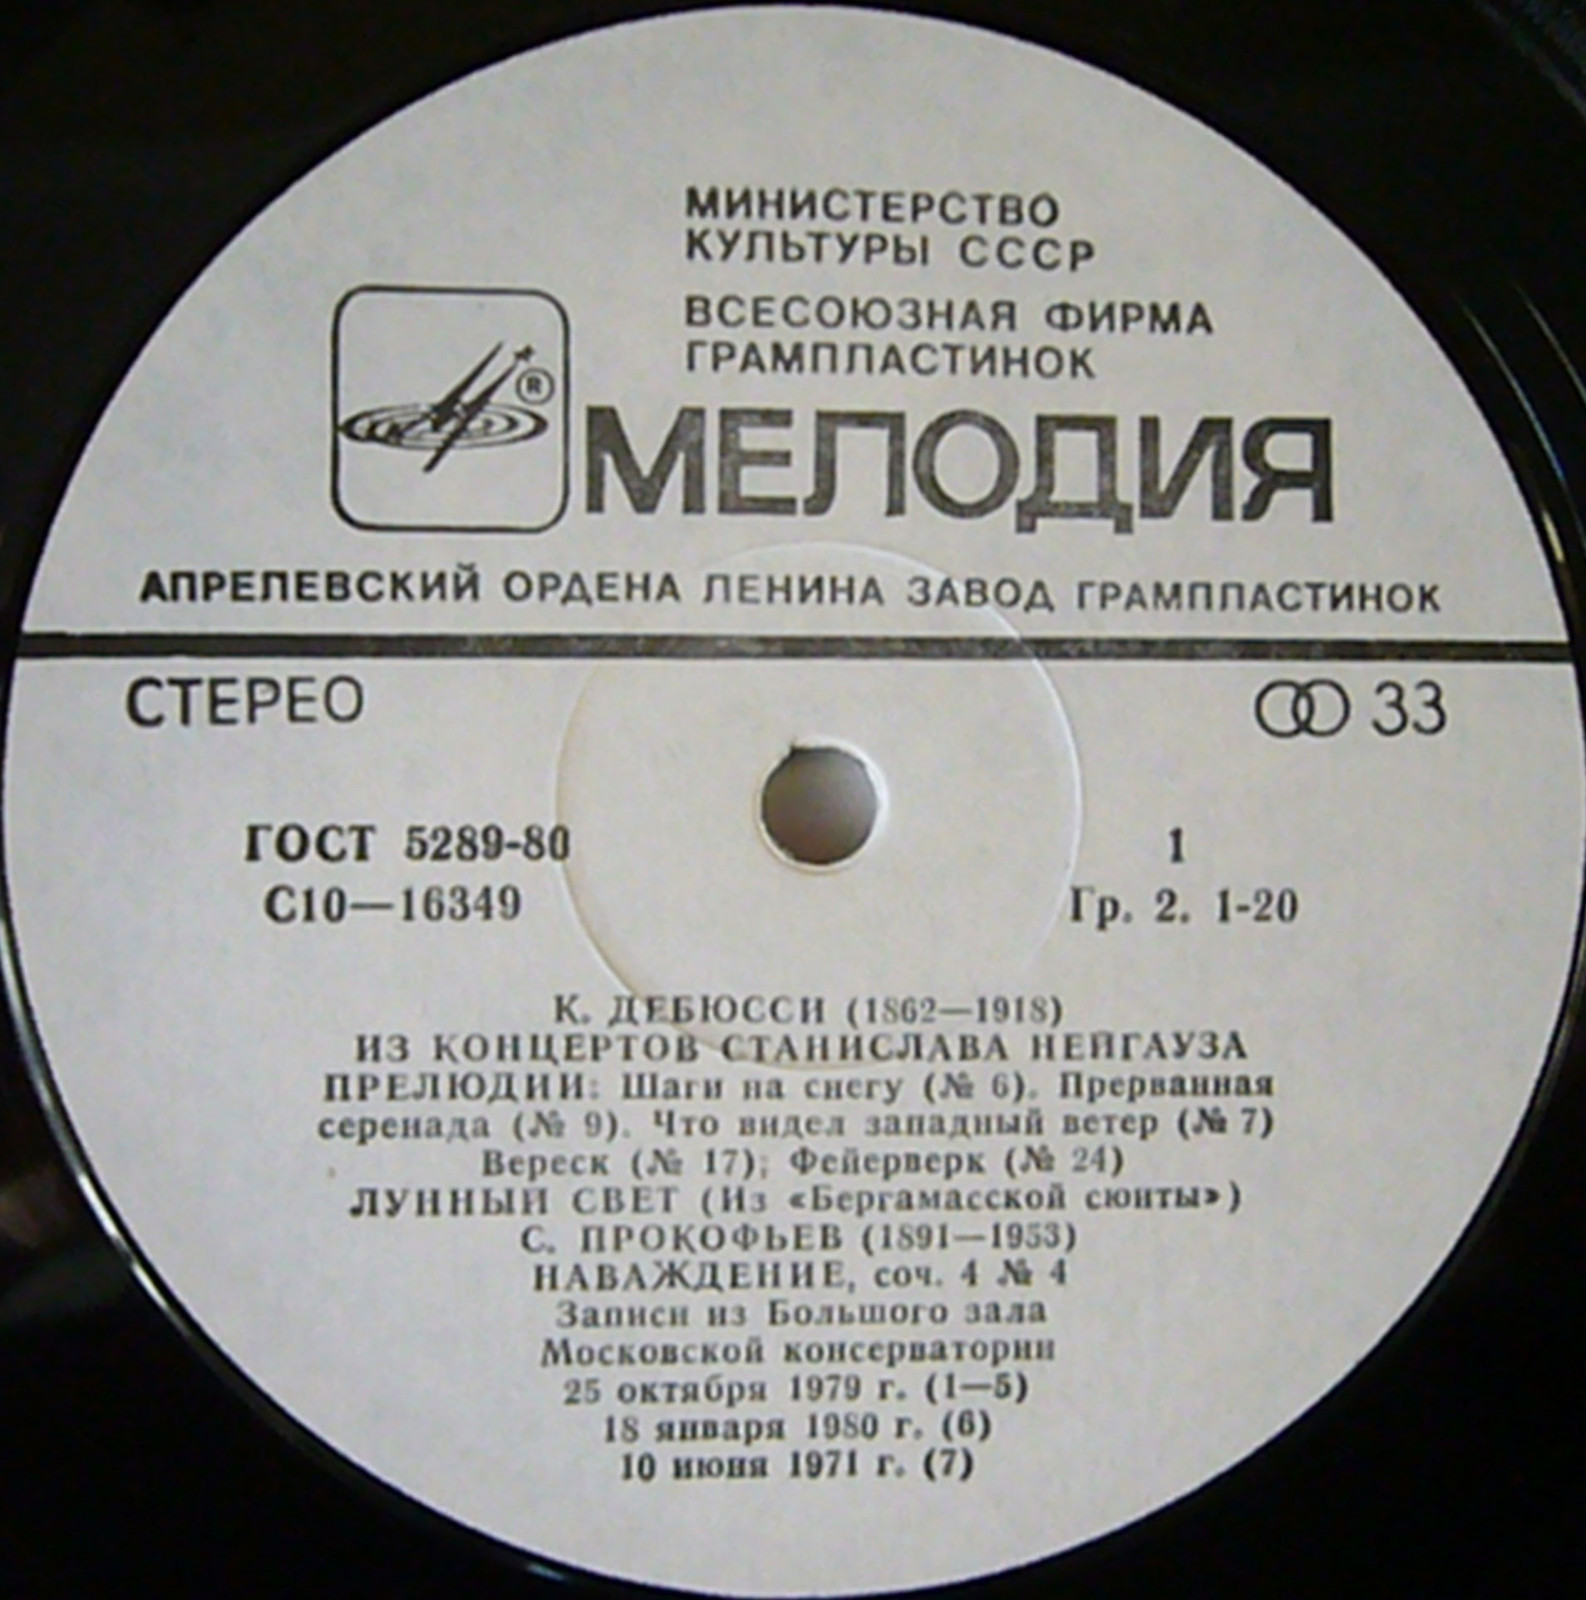 МИНИСТЕРСТВО
КУЛЬТУРЫ СССР
ВСЕСОЮЗНАЯ ФИРМА
ГРАМПЛАСТИНОК
®
МЕЛОДИЯ
АПРЕЛЕВСКИЙ ОРДЕНА ЛЕНИНА ЗАВОД ГРАМПЛАСТИНОК
СТЕРЕО
33
ГОСТ 5289-80
1
С10—16349
Гр. 2. 1-20
К. ДЕБЮССИ (1862—1918)
ИЗ КОНЦЕРТОВ СТАНИСЛАВА НЕЙГАУЗА
ПРЕЛЮДИИ: Шаги на снегу (№ 6). Прерванная
серенада (№ 9). Что видел западный ветер (№ 7)
Вереск (№ 17); Фейерверк (№ 24)
ЛУННЫЙ СВЕТ (Из «Бергамасской сюиты»)
С. ПРОКОФЬЕВ (1891—1953)
НАВАЖДЕНИЕ, соч. 4 № 4
Записи из Большого зала
Московской консерватории
25 октября 1979 г. (1—5)
18 января 1980 г. (6)
10 июня 1971 г. (7)